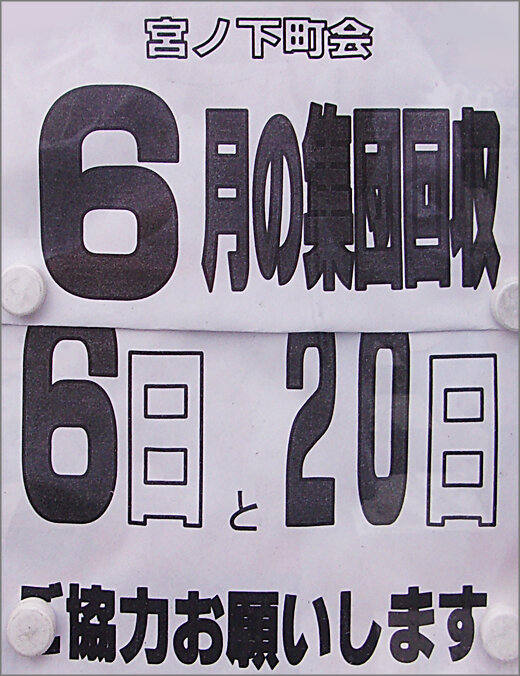 宮ノ下町会
6月の集団回収
6日と20日
ご協力お願いします